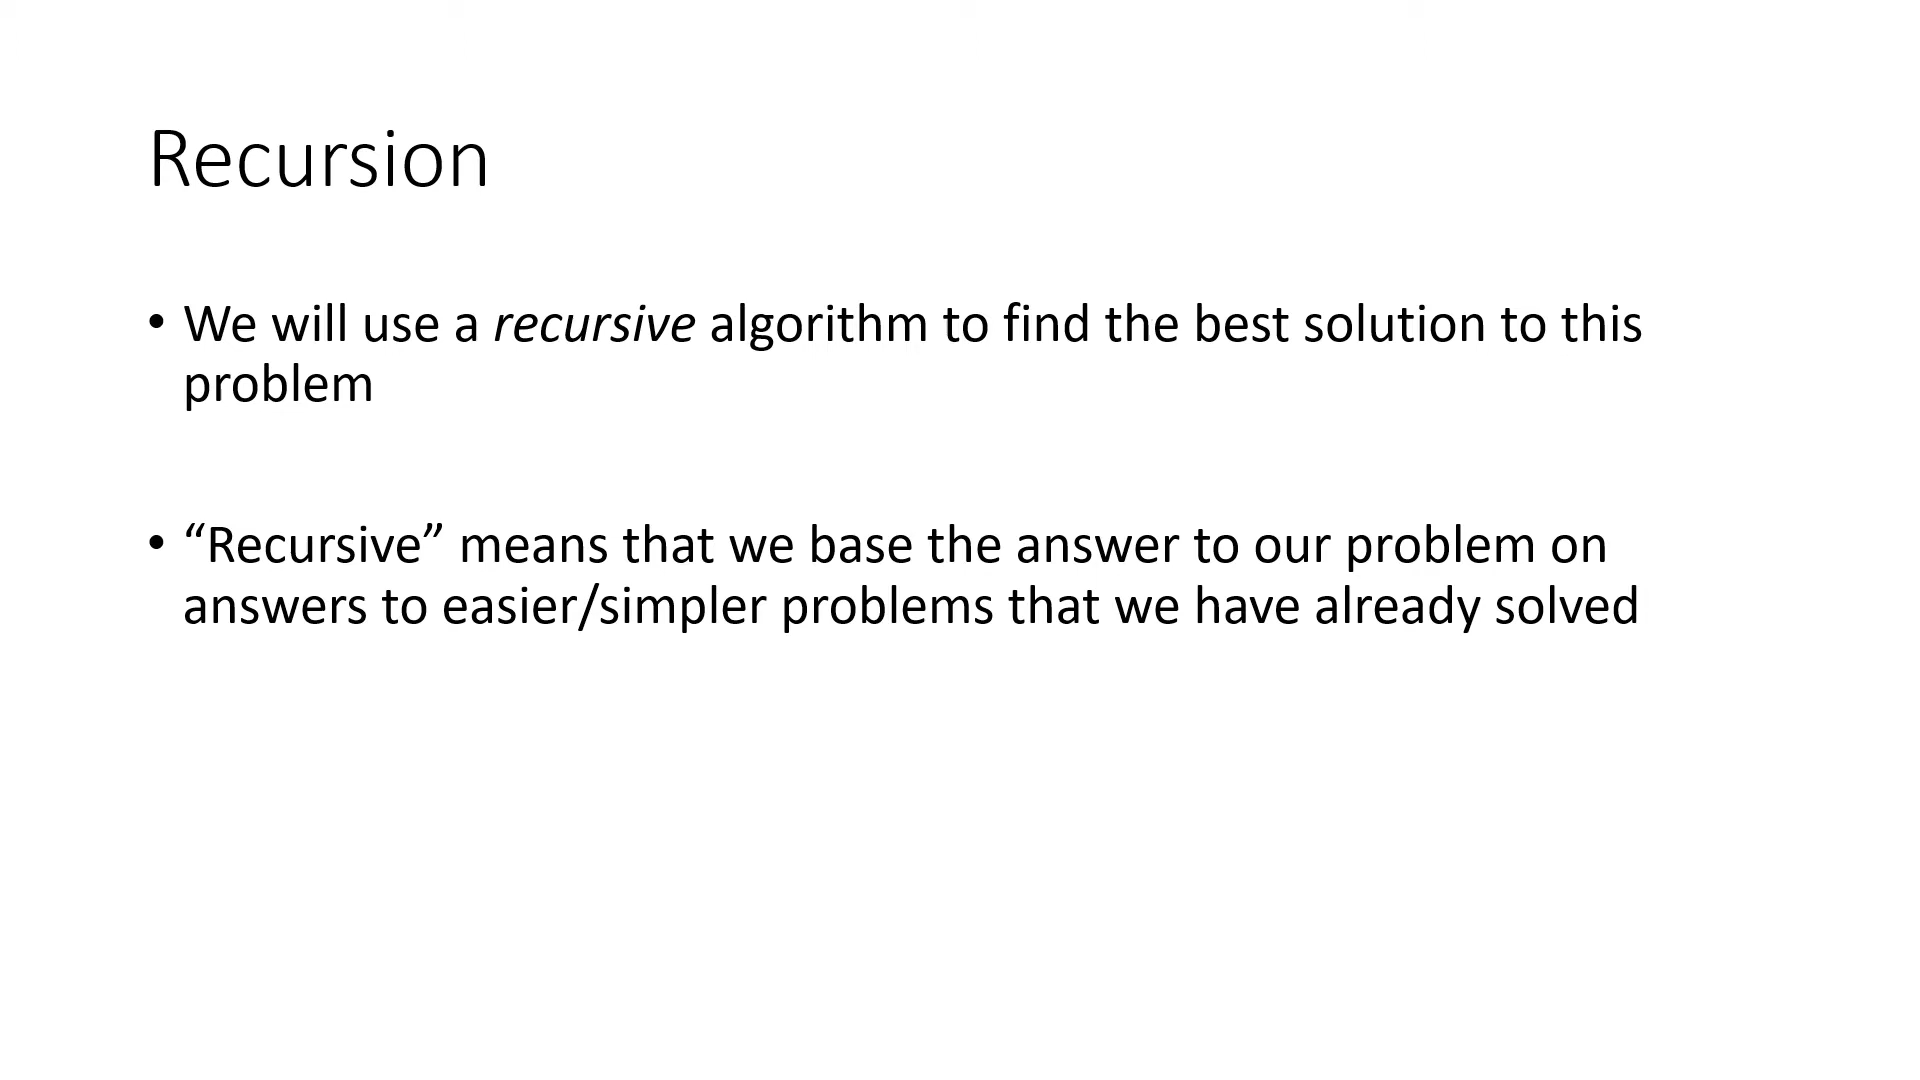 Recursion
• We will use a recursive algorithm to find the best solution to this
problem
• “Recursive” means that we base the answer to our problem on
answers to easier/simpler problems that we have already solved